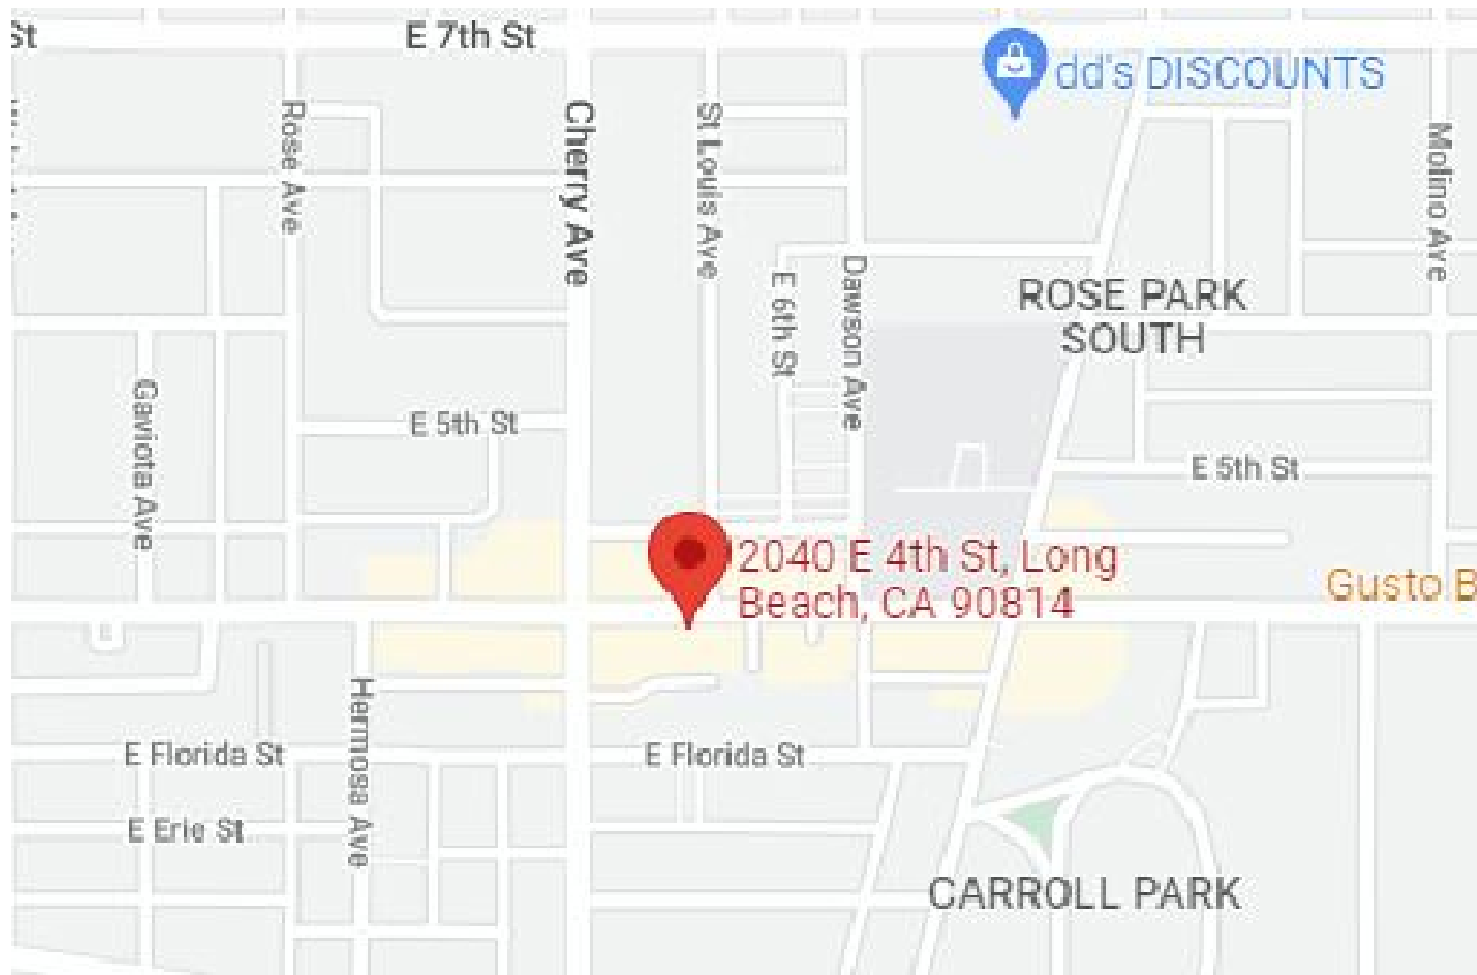 St
E 7th St
dd's DISCOUNTS
Rose Ave
Cherry Ave
St Louis Ave
Molino Ave
E 6th St
Dawson Ave
ROSE PARK
SOUTH
Gaviota Ave
E 5th St
E 5th St
2040 E 4th St, Long
Beach, CA 90814
Gusto B
Hermosa Ave
E Florida St
E Florida St
E Erie St
CARROLL PARK